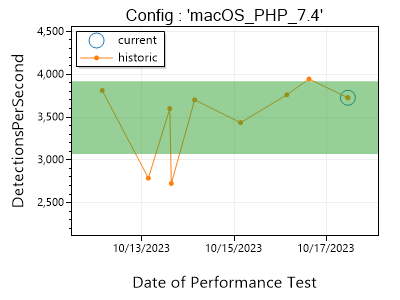 Config : 'macOS_PHP_7.4'
4,500
current
historic
4,000
3,500
3,000
2,500
DetectionsPerSecond
10/13/2023
10/15/2023
10/17/2023
Date of Performance Test